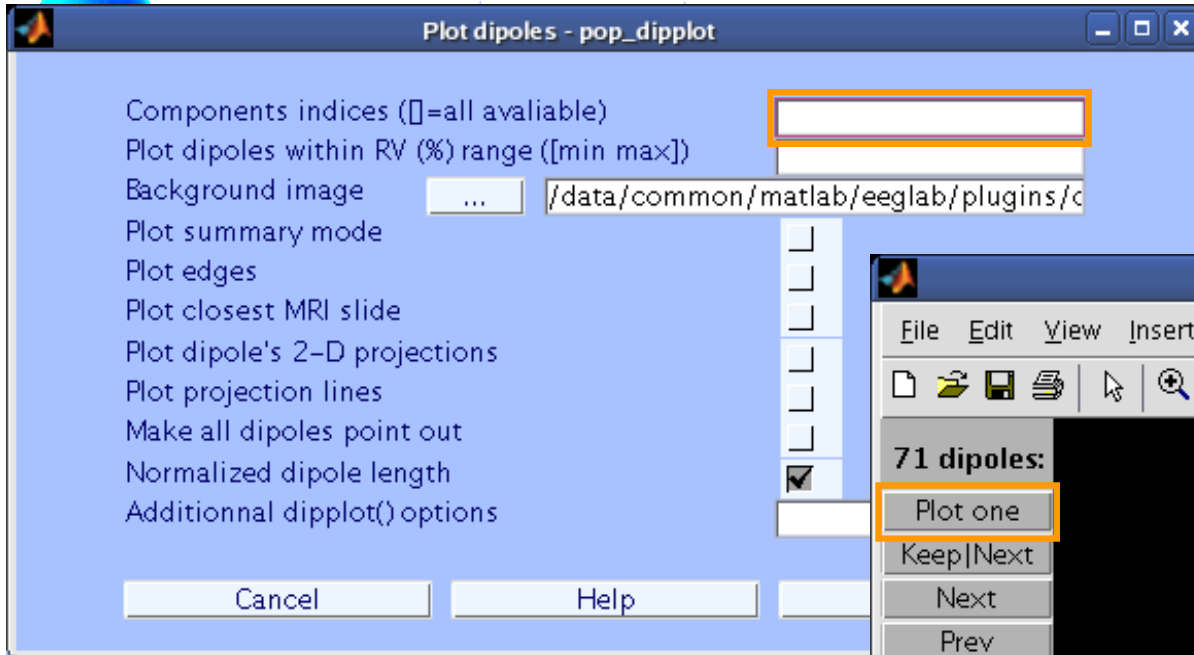 Plot dipoles - pop_dipplot
Components indices ([]=all avaliable)
Plot dipoles within RV (%) range ([min max])
Background image ... /data/common/matlab/eeglab/plugins/
Plot summary mode
Plot edges
Plot closest MRI slide
Plot dipole's 2-D projections
Plot projection lines
Make all dipoles point out
Normalized dipole length
Additionnal dipplot() options
Cancel Help
File Edit View Insert
71 dipoles:
Plot one
Keep|Next
Next
Prev